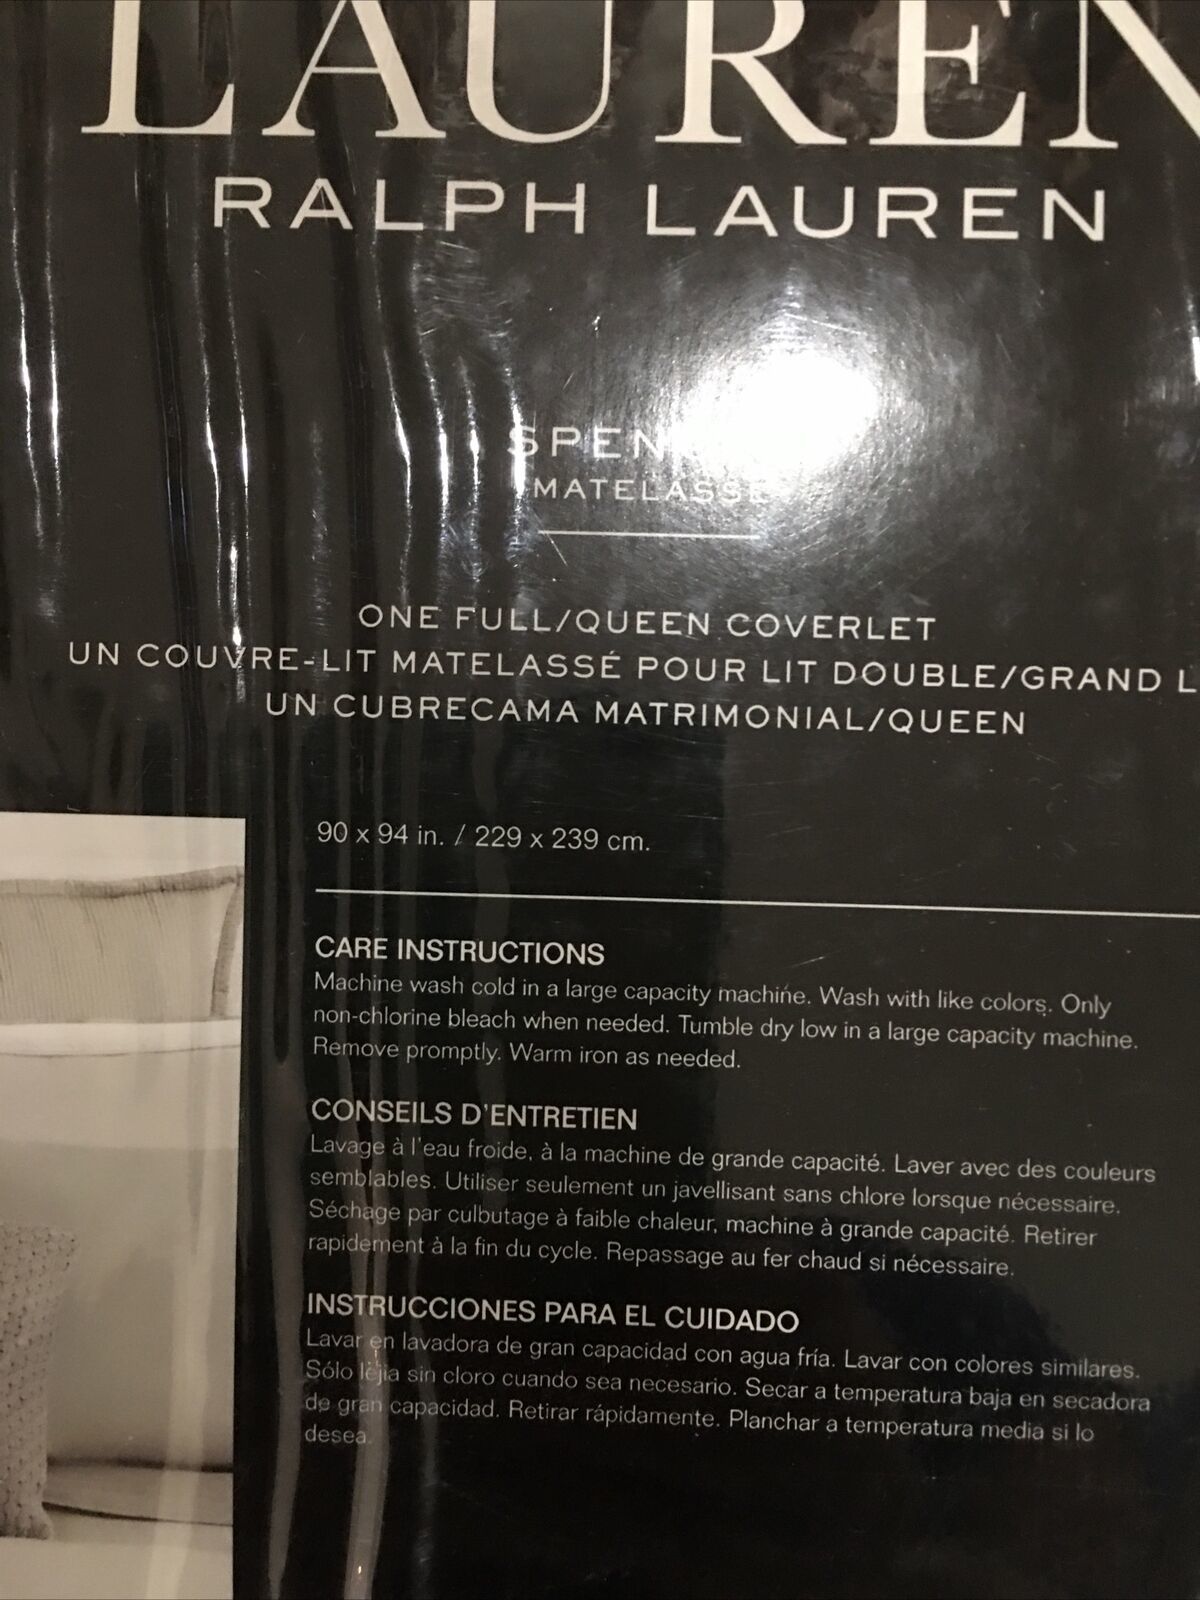 LAUREN
RALPH LAUREN
MATELASSÉ
ONE FULL/QUEEN COVERLET
UN COUVRE-LIT MATELASSÉ POUR LIT DOUBLE/GRAND L
UN CUBRECAMA MATRIMONIAL/QUEEN
90 x 94 in. / 229 x 239 cm.
CARE INSTRUCTIONS
Machine wash cold in a large capacity machine. Wash with like colors. Only
non-chlorine bleach when needed. Tumble dry low in a large capacity machine.
Remove promptly. Warm iron as needed.
CONSEILS D'ENTRETIEN
Lavage à l'eau froide, à la machine de grande capacité. Laver avec des couleurs
semblables. Utiliser seulement un javellisant sans chlore lorsque nécessaire.
Séchage par culbutage à faible chaleur, machine à grande capacité. Retirer
rapidement à la fin du cycle. Repassage au fer chaud si nécessaire.
INSTRUCCIONES PARA EL CUIDADO
Lavar en lavadora de gran capacidad con agua fría. Lavar con colores similares.
Sólo lejia sin cloro cuando sea necesario. Secar a temperatura baja en secadora
de gran capacidad. Retirar rápidamente. Planchar a temperatura media si lo
desea.